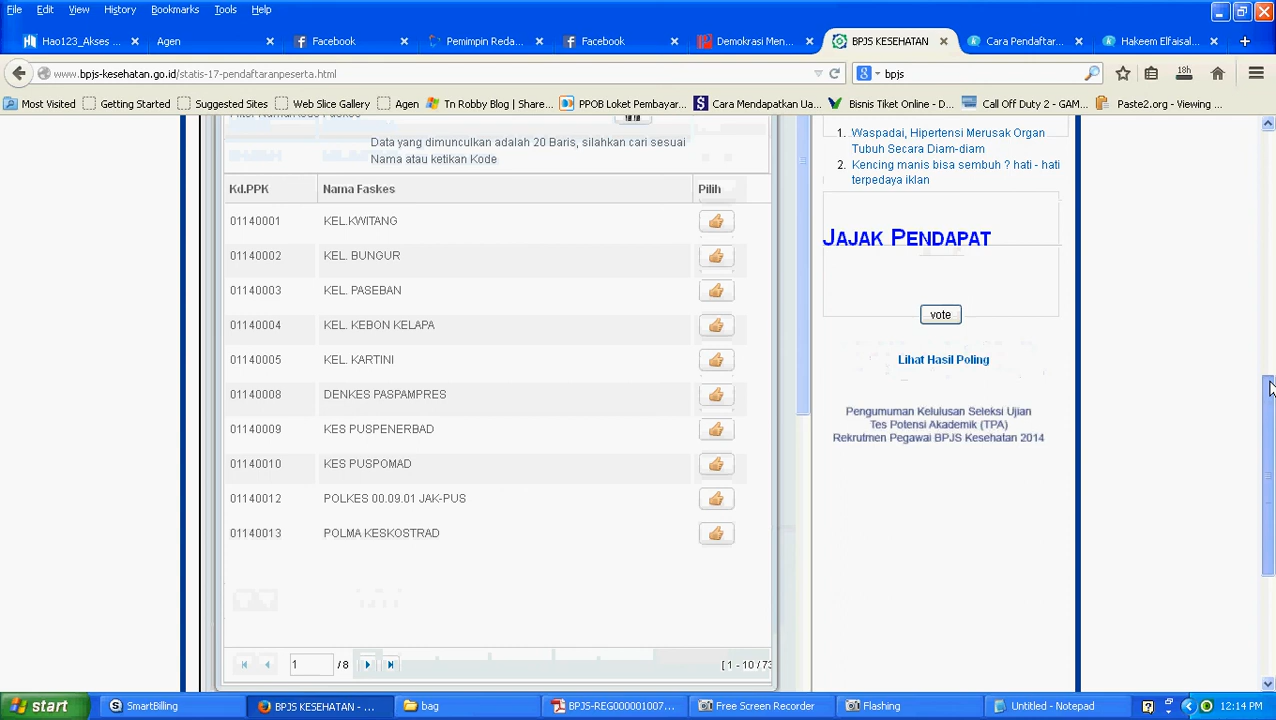 File Edit View History Bookmarks Tools Help
Hao123_Akses ... Agen Facebook Pemimpin Reda... Facebook Demokrasi Men... BPJS KESEHATAN Cara Pendaftar... Hakeem Elfaisal...
www.bpjs-kesehatan.go.id/statis-17-pendaftaranpeserta.html bpjs 18h
Most Visited Getting Started Suggested Sites Web Slice Gallery Agen Tn Robby Blog | Share... PPOB Loket Pembayar... Cara Mendapatkan Ua... Bisnis Tiket Online - D... Call Off Duty 2 - GAM... Paste2.org - Viewing ...
Data yang dimunculkan adalah 20 Baris, silahkan cari sesuai
Nama atau ketikan Kode
Kd.PPK Nama Faskes Pilih
01140001 KEL.KWITANG
01140002 KEL. BUNGUR
01140003 KEL. PASEBAN
01140004 KEL. KEBON KELAPA
01140005 KEL. KARTINI
01140008 DENKES PASPAMPRES
01140009 KES PUSPENERBAD
01140010 KES PUSPOMAD
01140012 POLKES 00.09.01 JAK-PUS
01140013 POLMA KESKOSTRAD
1 / 8 [ 1 - 10 / 73
1. Waspadai, Hipertensi Merusak Organ
Tubuh Secara Diam-diam
2. Kencing manis bisa sembuh ? hati - hati
terpedaya iklan
JAJAK PENDAPAT
vote
Lihat Hasil Poling
Pengumuman Kelulusan Seleksi Ujian
Tes Potensi Akademik (TPA)
Rekrutmen Pegawai BPJS Kesehatan 2014
start SmartBilling BPJS KESEHATAN - ... bag BPJS-REG000001007... Free Screen Recorder Flashing Untitled - Notepad 12:14 PM